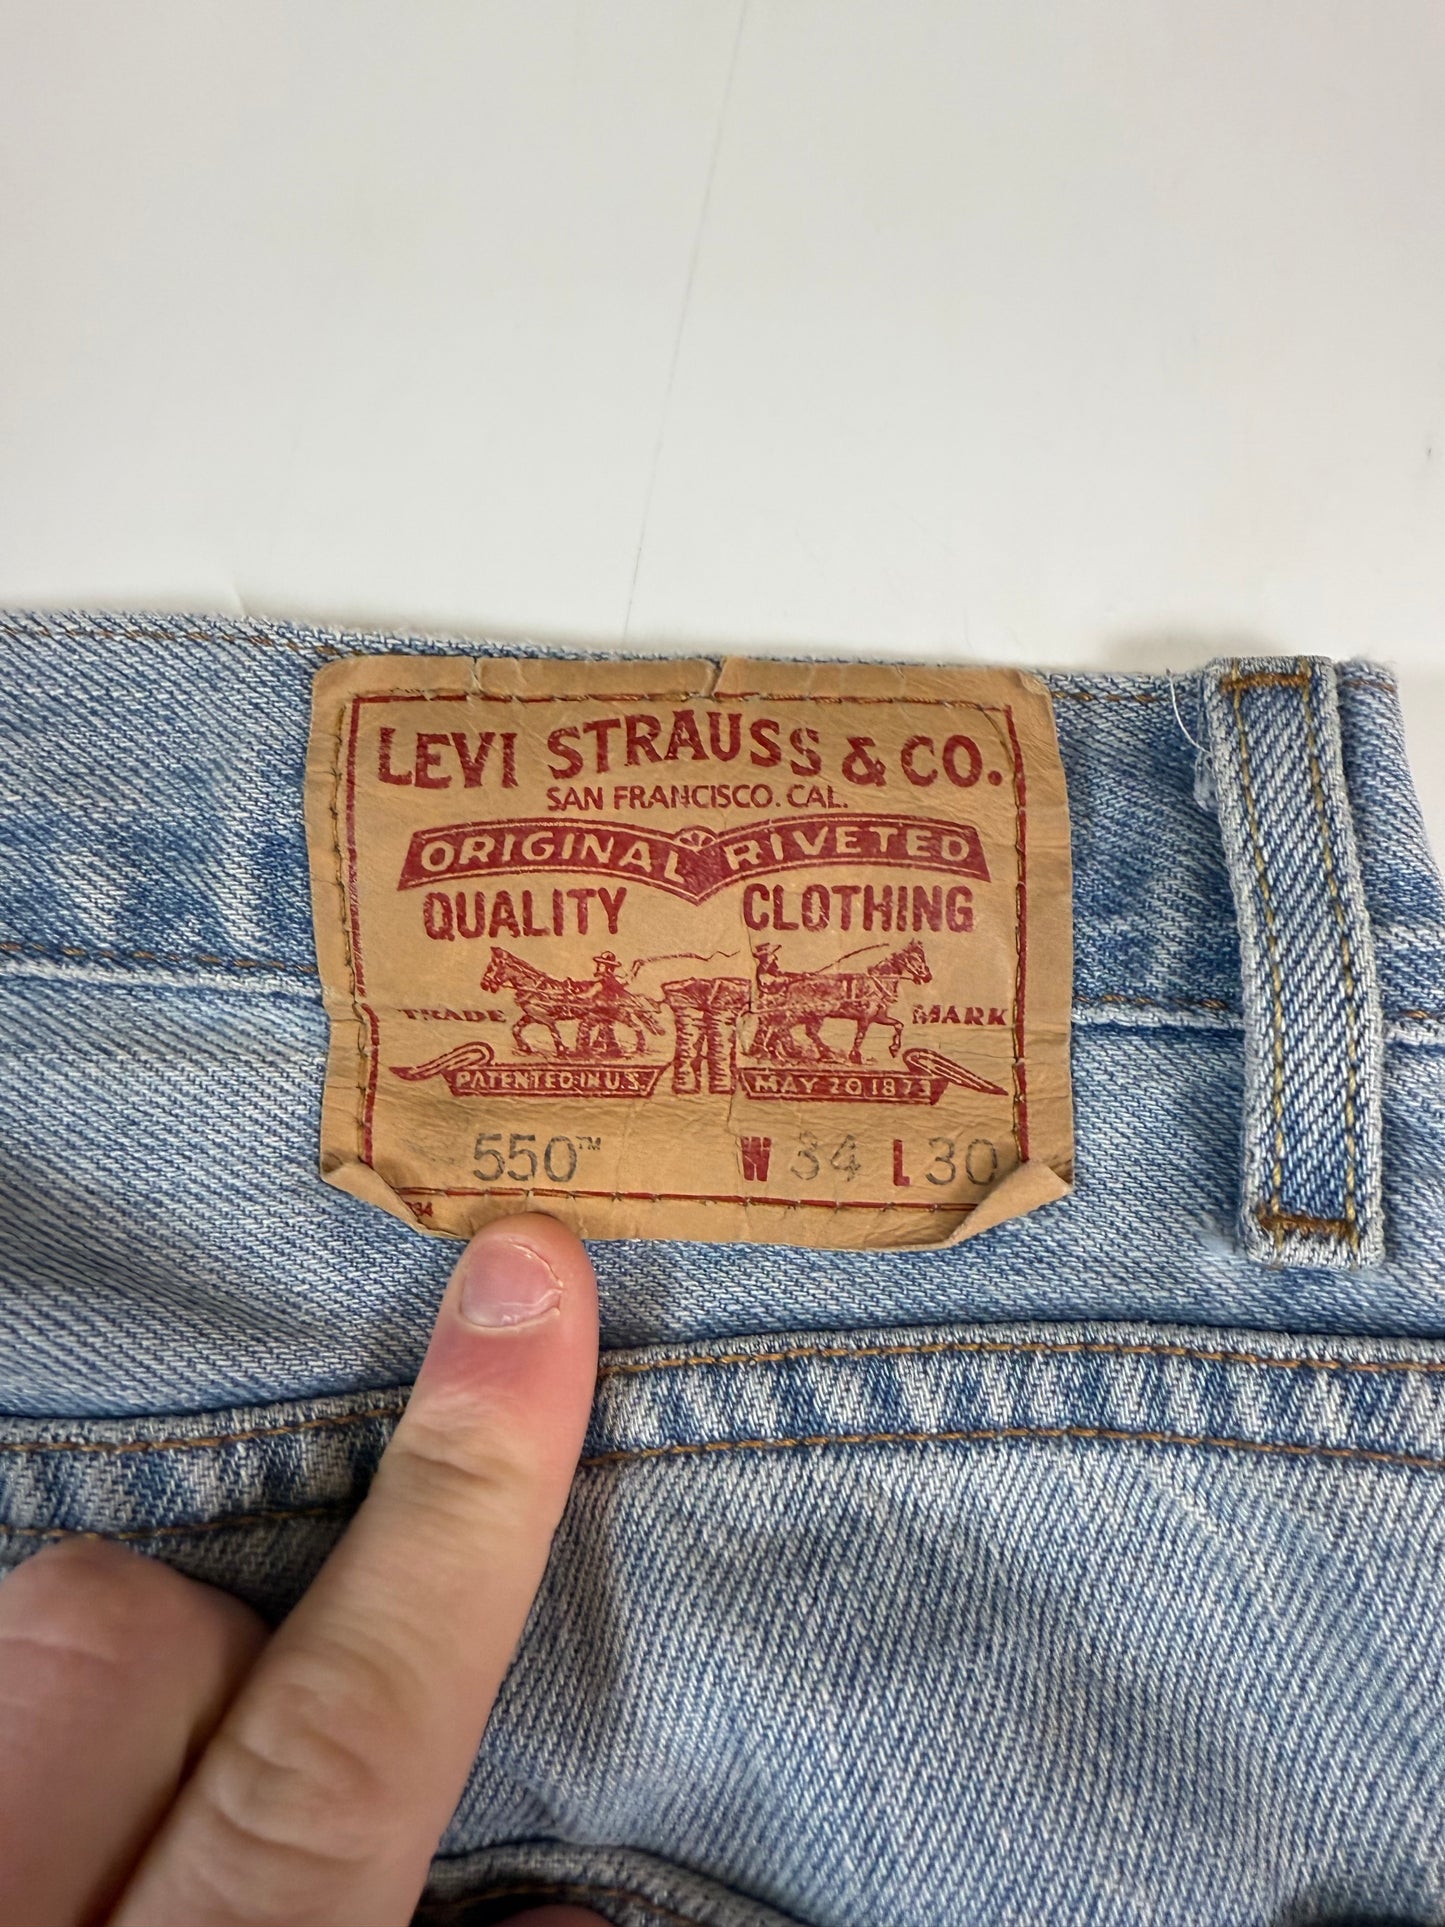 LEVI STRAUSS & CO.
SAN FRANCISCO. CAL.
ORIGINAL RIVETED
QUALITY CLOTHING
TRADE MARK
PATENTED IN U.S. MAY 20 1873
550™ W 34 L 30